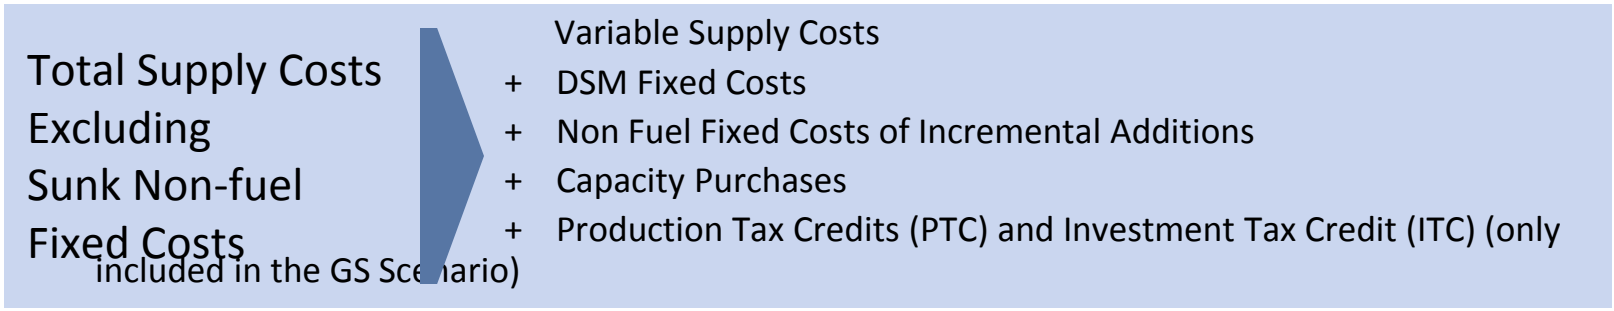 Total Supply Costs
Excluding
Sunk Non-fuel
Fixed Costs
Variable Supply Costs
+ DSM Fixed Costs
+ Non Fuel Fixed Costs of Incremental Additions
+ Capacity Purchases
+ Production Tax Credits (PTC) and Investment Tax Credit (ITC) (only
included in the GS Scenario)